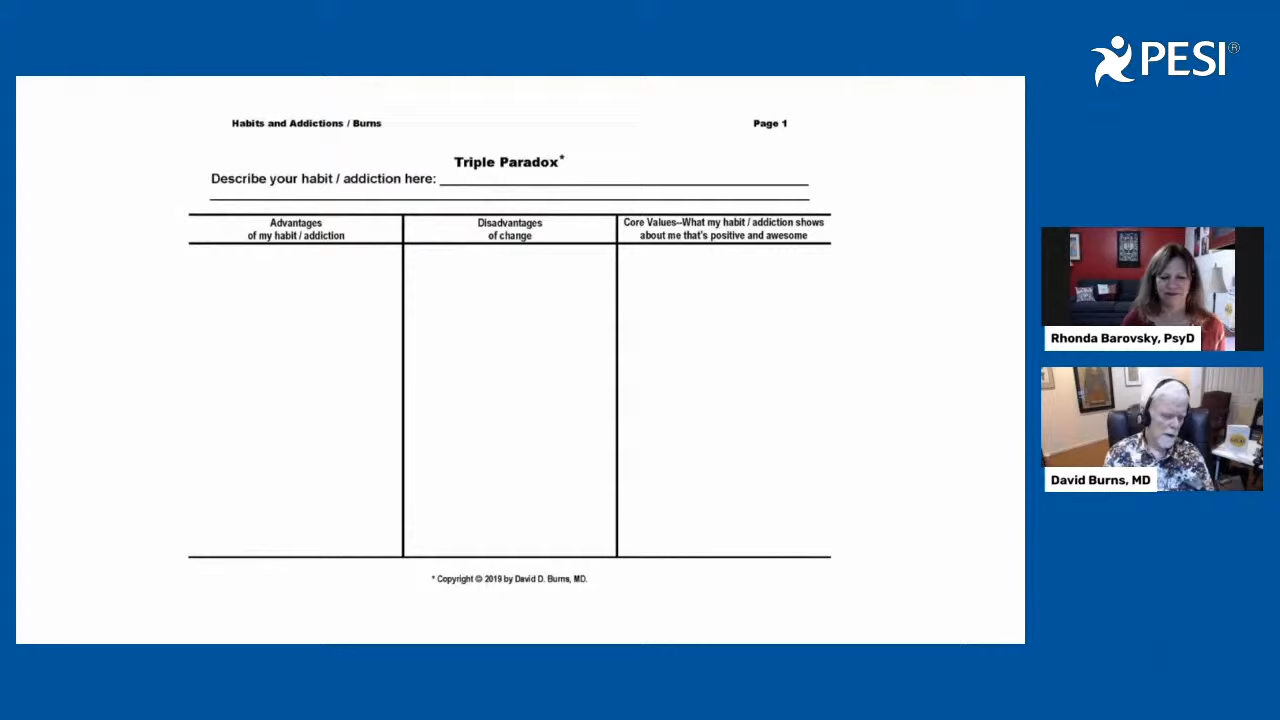 PESI®
Habits and Addictions / Burns
Page 1
Triple Paradox*
Describe your habit / addiction here:
Advantages
of my habit / addiction
Disadvantages
of change
Core Values--What my habit / addiction shows
about me that's positive and awesome
* Copyright © 2019 by David D. Burns, MD.
Rhonda Barovsky, PsyD
David Burns, MD